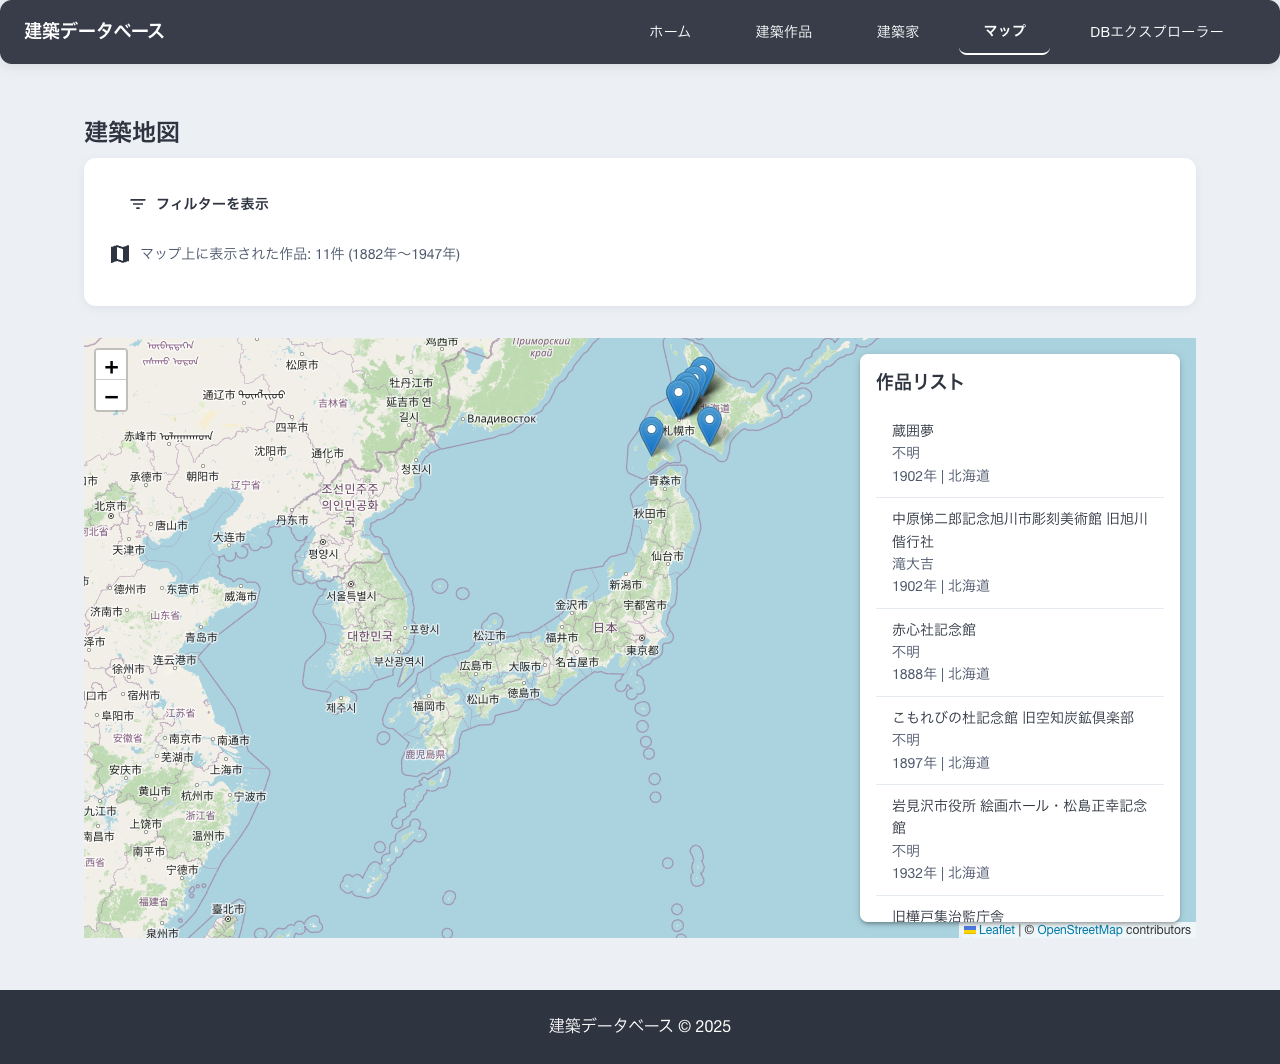 建築データベース
ホーム
建築作品
建築家
マップ
DBエクスプローラー
建築地図
フィルターを表示
マップ上に表示された作品: 11件 (1882年〜1947年)
+
−
鸡西市
Приморский
край
松原市
牡丹江市
通辽市
吉林省
延吉市 연
길시
Владивосток
北海道
札幌市
赤峰市
四平市
沈阳市
通化市
청진시
承德市
朝阳市
辽宁省
青森市
北京市
조선민주주
의인민공화
국
丹东市
秋田市
唐山市
大连市
天津市
평양시
仙台市
德州市
东营市
威海市
서울특별시
新潟市
济南市
山东省
金沢市
宇都宮市
青岛市
대한민국
포항시
松江市
福井市
日本
東京都
徐州市
连云港市
부산광역시
広島市
大阪市
名古屋市
宿州市
제주시
福岡市
松山市
徳島市
阜阳市
江苏省
安徽省
南京市
南通市
鹿児島県
安庆市
芜湖市
上海市
黄山市
杭州市
宁波市
九江市
浙江省
上饶市
南昌市
温州市
南平市
宁德市
福建省
臺北市
泉州市
作品リスト
蔵囲夢
不明
1902年 | 北海道
中原悌二郎記念旭川市彫刻美術館 旧旭川
偕行社
滝大吉
1902年 | 北海道
赤心社記念館
不明
1888年 | 北海道
こもれびの杜記念館 旧空知炭鉱倶楽部
不明
1897年 | 北海道
岩見沢市役所 絵画ホール・松島正幸記念
館
不明
1932年 | 北海道
旧樺戸集治監庁舎
Leaflet | © OpenStreetMap contributors
建築データベース © 2025